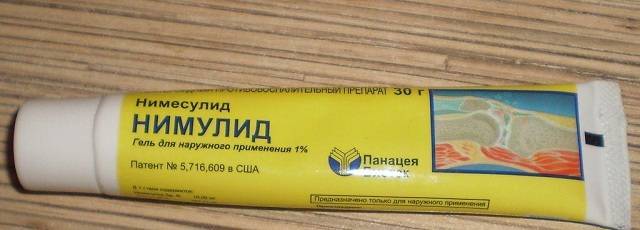 ПРОТИВОВОСПАЛИТЕЛЬНЫЙ ПРЕПАРАТ 30 г
Нимесулид
НИМУЛИД
Гель для наружного применения 1%
Патент № 5,716,609 в США
Панацея
Биотек
Предназначено только для наружного применения